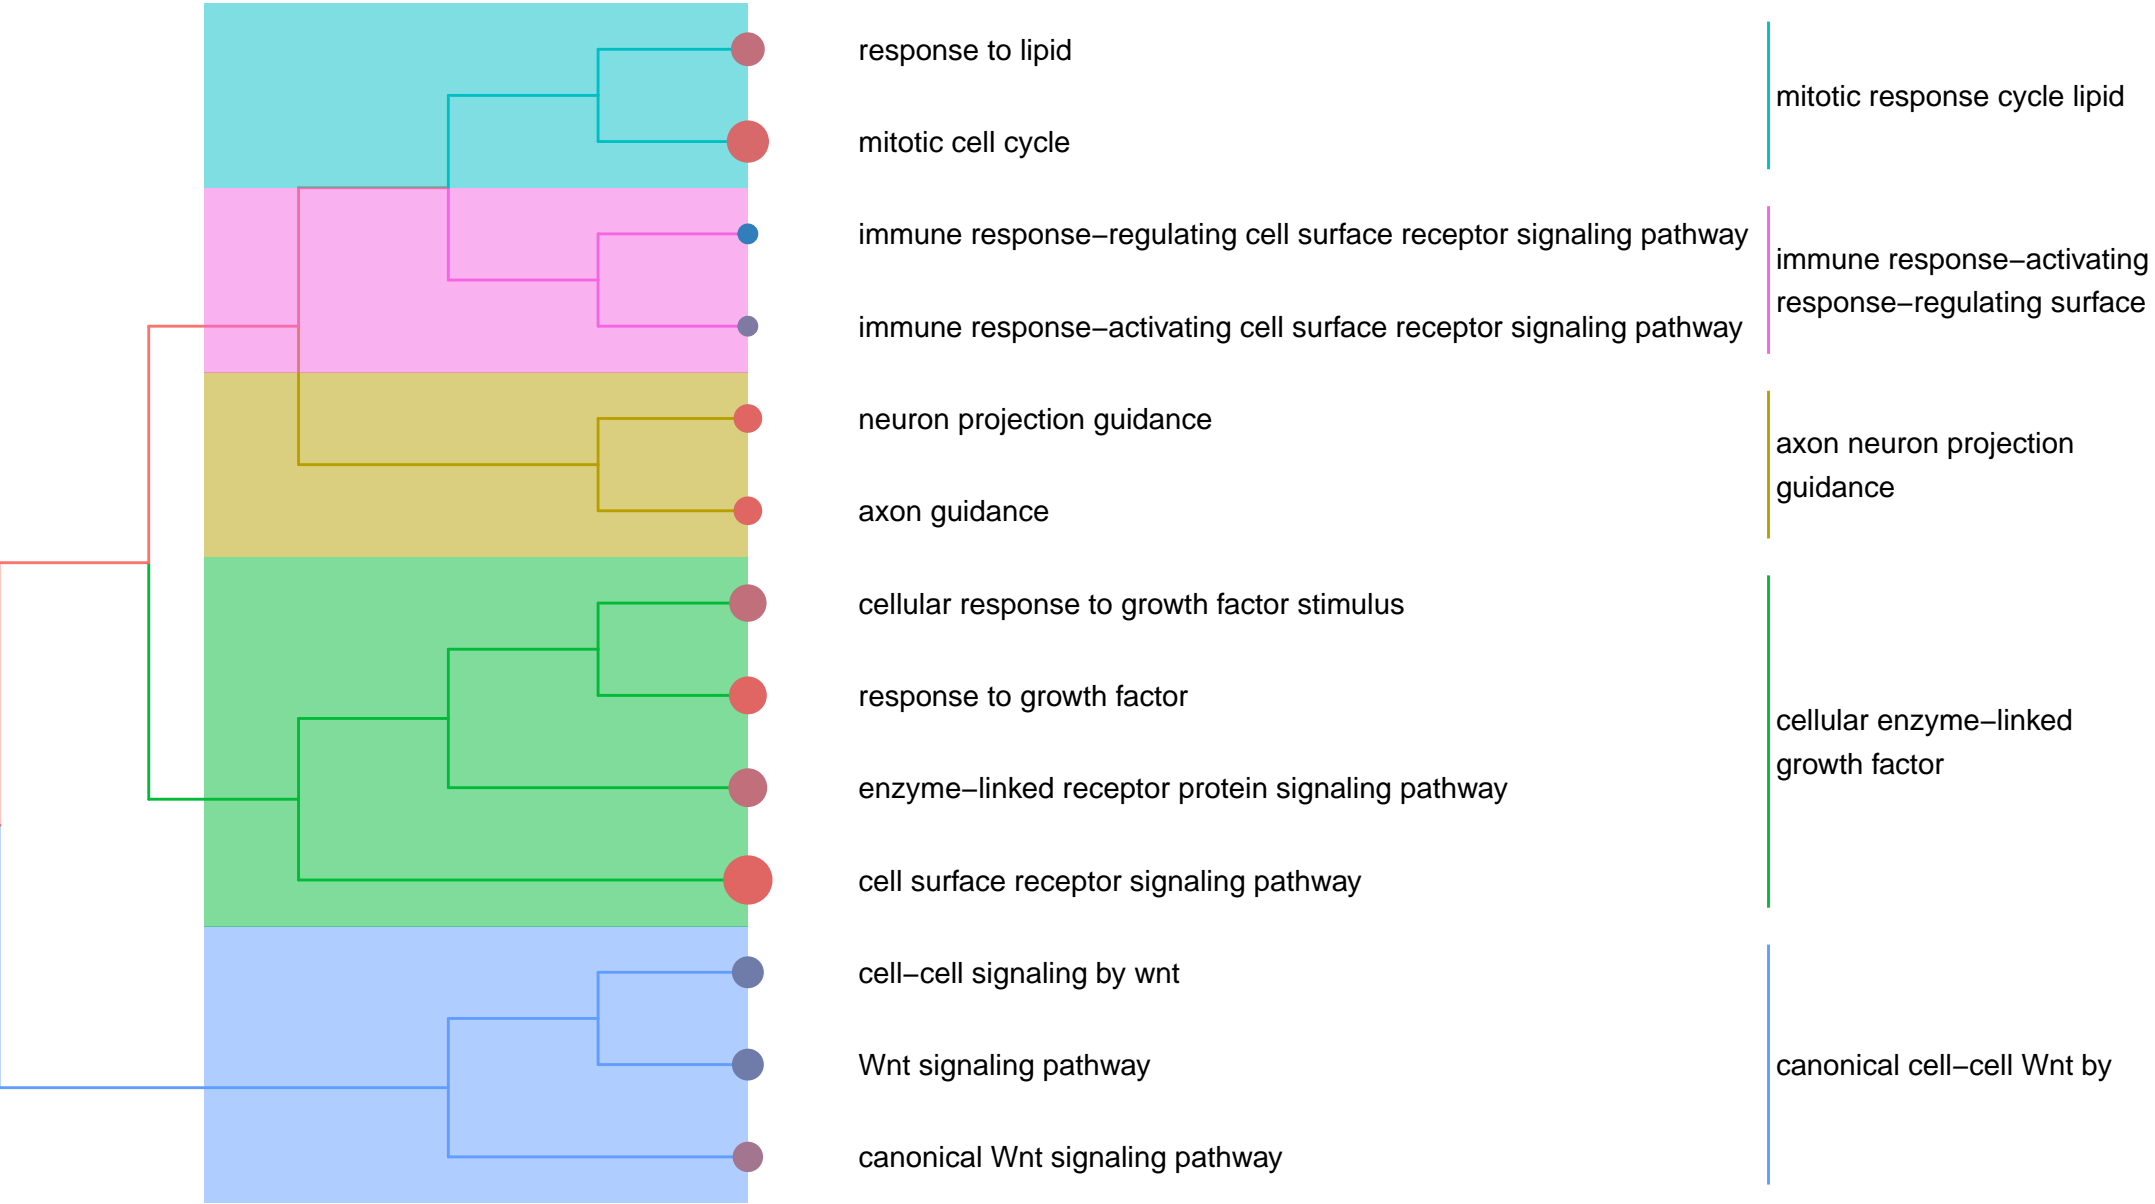 response to lipid
mitotic cell cycle
immune response−regulating cell surface receptor signaling pathway
immune response−activating cell surface receptor signaling pathway
neuron projection guidance
axon guidance
cellular response to growth factor stimulus
response to growth factor
enzyme−linked receptor protein signaling pathway
cell surface receptor signaling pathway
cell−cell signaling by wnt
Wnt signaling pathway
canonical Wnt signaling pathway
mitotic response cycle lipid
immune response−activating
response−regulating surface
axon neuron projection
guidance
cellular enzyme−linked
growth factor
canonical cell−cell Wnt by